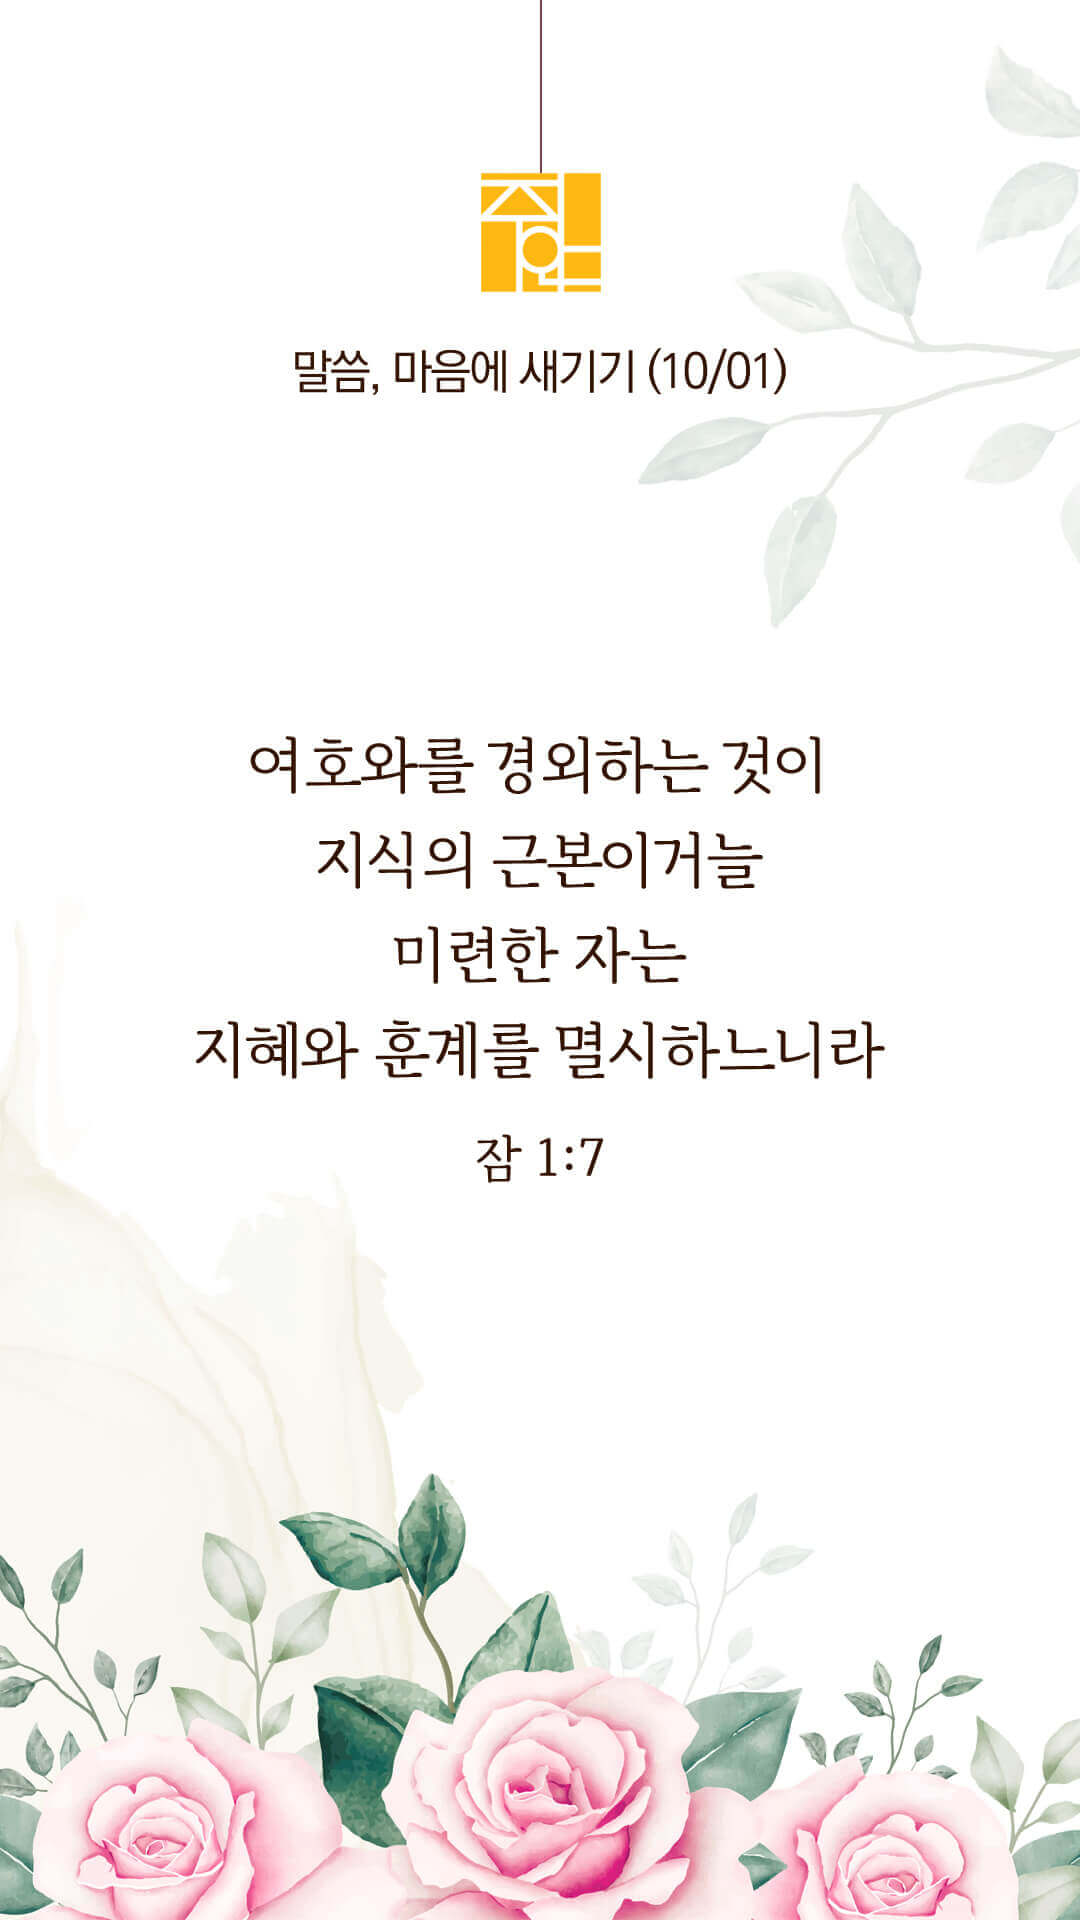 주인
말씀, 마음에 새기기 (10/01)
여호와를 경외하는 것이
지식의 근본이거늘
미련한 자는
지혜와 훈계를 멸시하느니라
잠 1:7